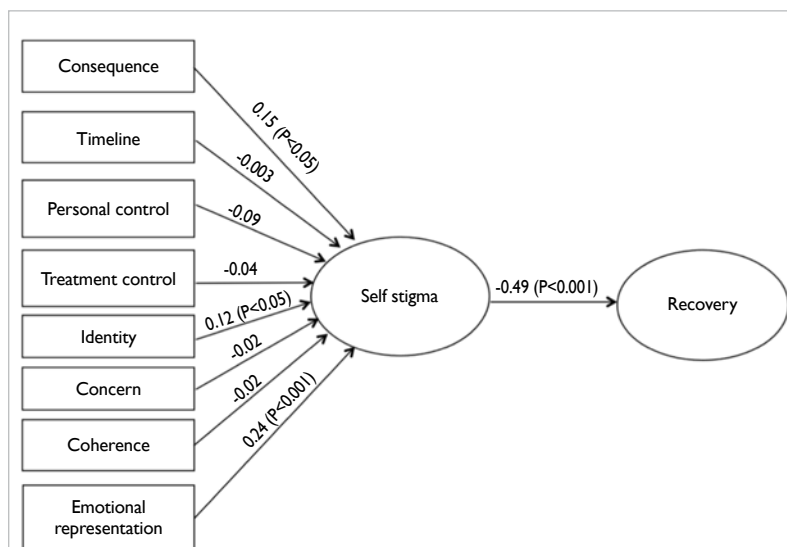 Consequence
0.15 (P<0.05)
Timeline
-0.003
Personal control
-0.09
Treatment control
-0.04
Self stigma
-0.49 (P<0.001)
Recovery
Identity
0.12 (P<0.05)
Concern
-0.02
Coherence
-0.02
Emotional
representation
0.24 (P<0.001)